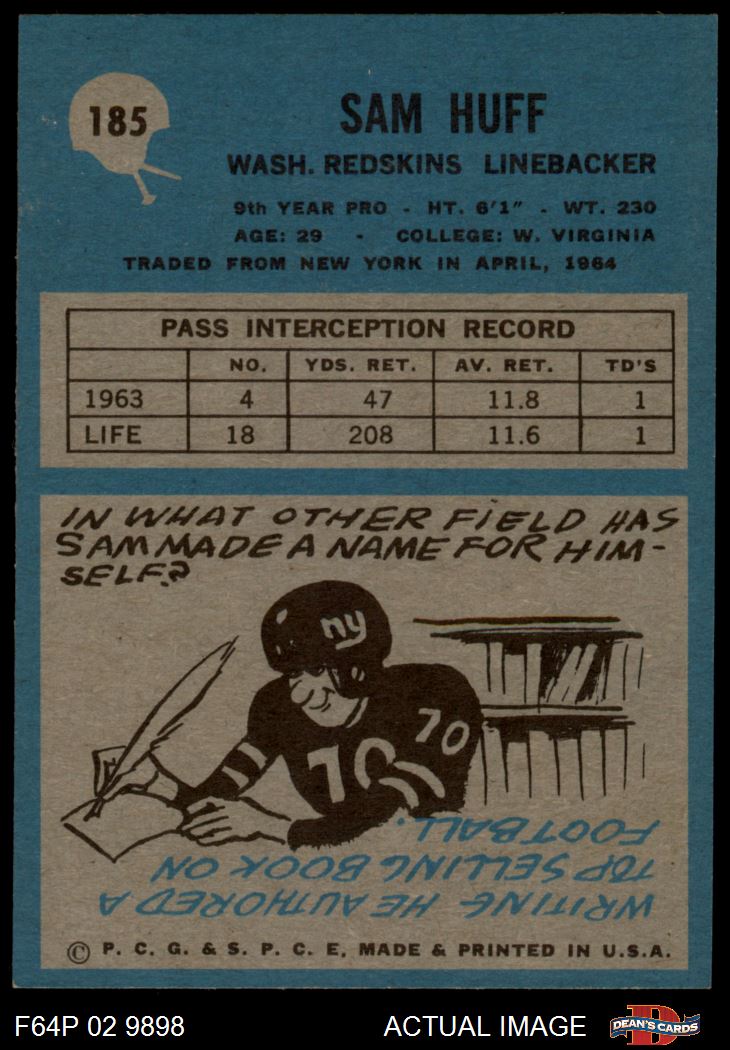 185
SAM HUFF
WASH. REDSKINS LINEBACKER
9th YEAR PRO - HT. 6'1" - WT. 230
AGE: 29 - COLLEGE: W. VIRGINIA
TRADED FROM NEW YORK IN APRIL, 1964
PASS INTERCEPTION RECORD
NO. YDS. RET. AV. RET. TD'S
1963 4 47 11.8 1
LIFE 18 208 11.6 1
IN WHAT OTHER FIELD HAS
SAM MADE A NAME FOR HIM-
SELF?
ny
70
70
WRITING-HE AUTHORED A
TOP SELLING BOOK ON
FOOTBALL.
© P. C. G. & S. P. C. E, MADE & PRINTED IN U.S.A.
F64P 02 9898 ACTUAL IMAGE
D
DEAN'S CARDS